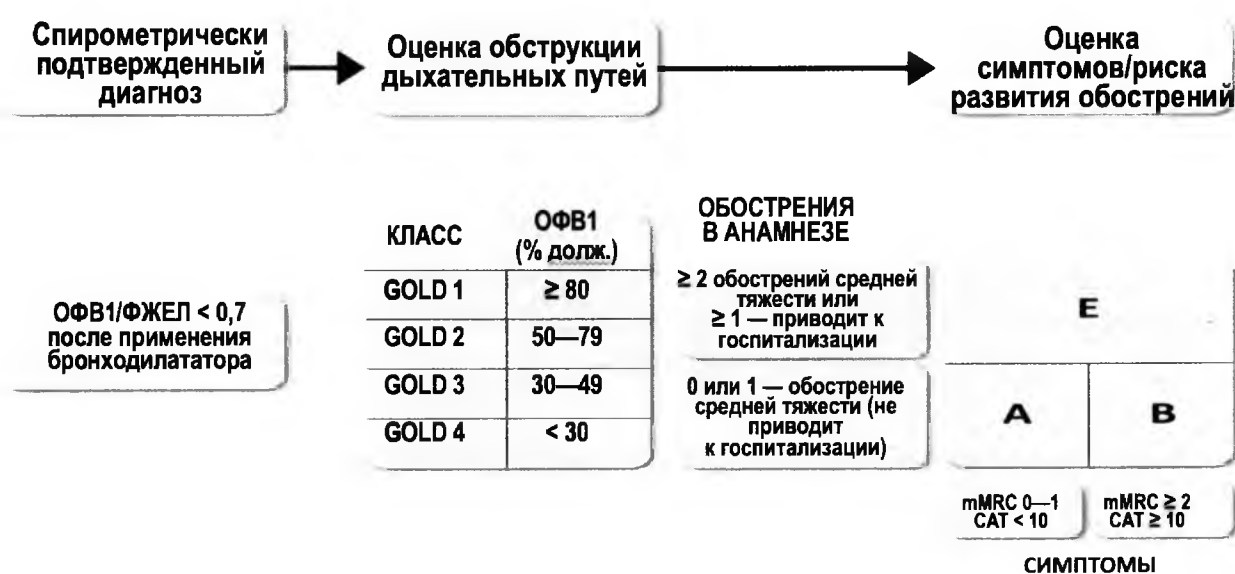 Спирометрически
подтвержденный
диагноз
Оценка обструкции
дыхательных путей
Оценка
симптомов/риска
развития обострений
ОФВ1/ФЖЕЛ < 0,7
после применения
бронходилататора
КЛАСС ОФВ1
(% долж.)
GOLD 1 ≥ 80
GOLD 2 50—79
GOLD 3 30—49
GOLD 4 < 30
ОБОСТРЕНИЯ
В АНАМНЕЗЕ
≥ 2 обострений средней
тяжести или
≥ 1 — приводит к
госпитализации
0 или 1 — обострение
средней тяжести (не
приводит
к госпитализации)
E
A B
mMRC 0—1
CAT < 10
mMRC ≥ 2
CAT ≥ 10
СИМПТОМЫ